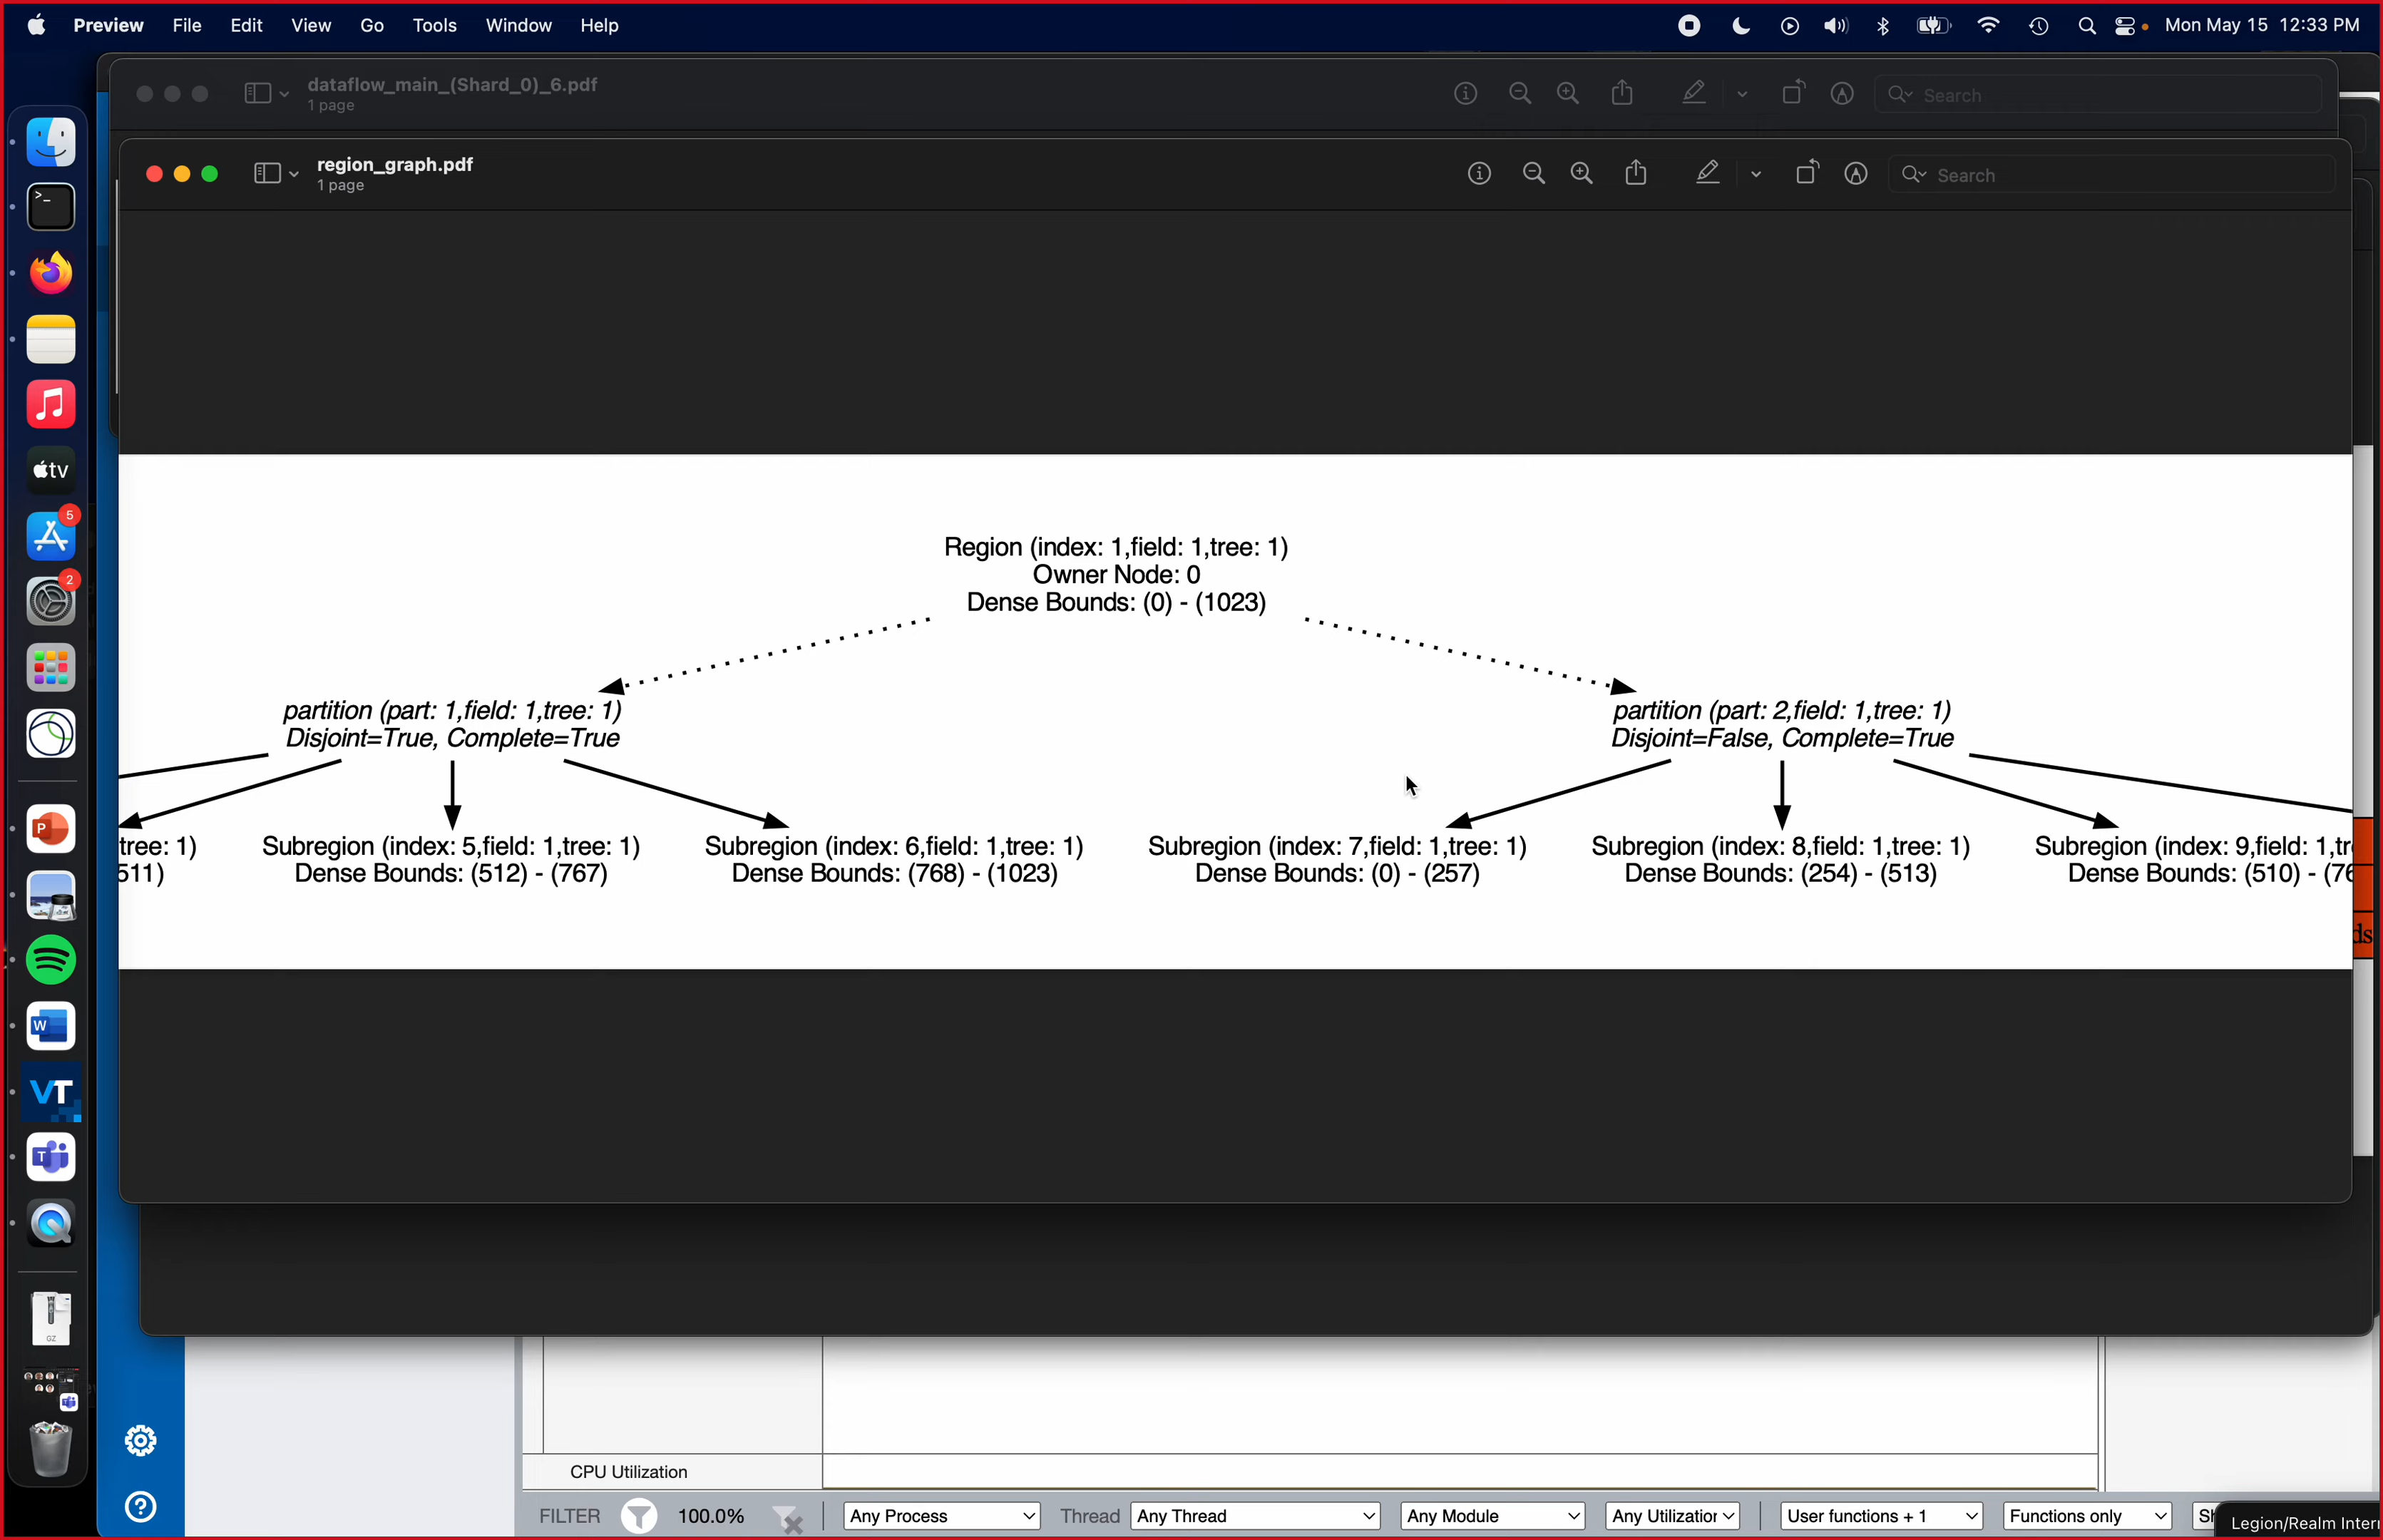 Preview File Edit View Go Tools Window Help
Mon May 15 12:33 PM
dataflow_main_(Shard_0)_6.pdf
1 page
Search
region_graph.pdf
1 page
Search
tv
5
2
Region (index: 1,field: 1,tree: 1)
Owner Node: 0
Dense Bounds: (0) - (1023)
partition (part: 1,field: 1,tree: 1)
Disjoint=True, Complete=True
partition (part: 2,field: 1,tree: 1)
Disjoint=False, Complete=True
tree: 1)
511)
Subregion (index: 5,field: 1,tree: 1)
Dense Bounds: (512) - (767)
Subregion (index: 6,field: 1,tree: 1)
Dense Bounds: (768) - (1023)
Subregion (index: 7,field: 1,tree: 1)
Dense Bounds: (0) - (257)
Subregion (index: 8,field: 1,tree: 1)
Dense Bounds: (254) - (513)
Subregion (index: 9,field: 1,tr
Dense Bounds: (510) - (76
ds
P
W
VT
T
GZ
CPU Utilization
FILTER 100.0% Any Process Thread Any Thread Any Module Any Utilization User functions + 1 Functions only
Legion/Realm Inter